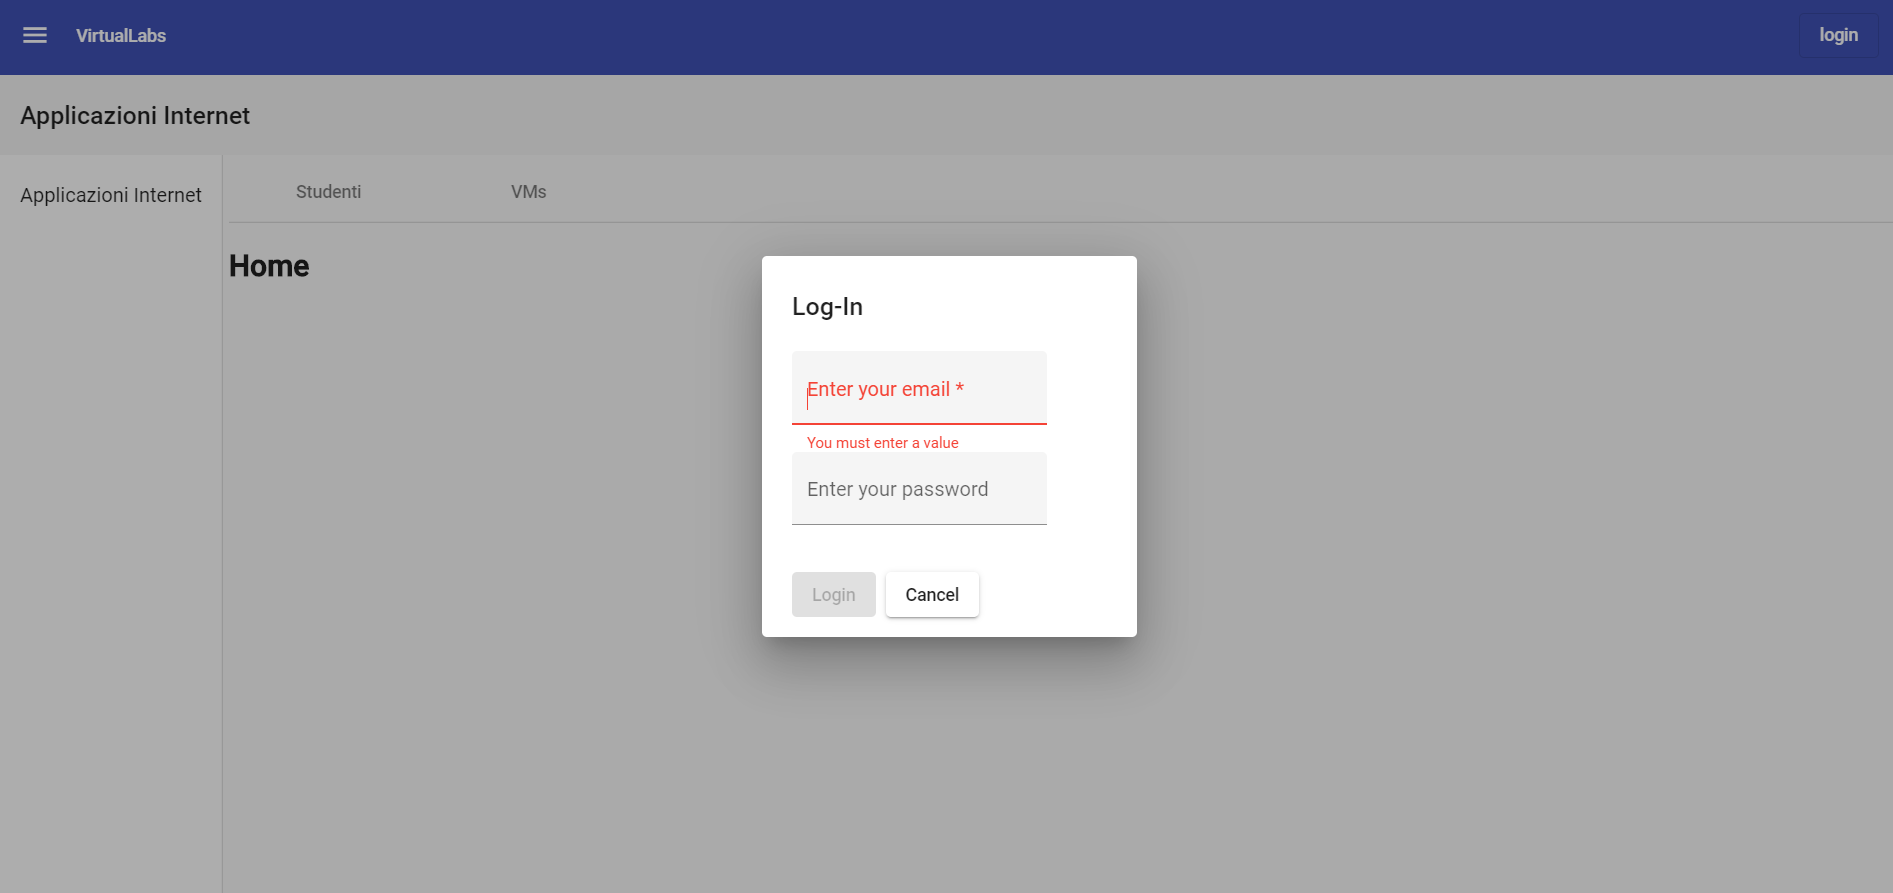 VirtualLabs
login
Applicazioni Internet
Applicazioni Internet
Studenti
VMs
Home
Log-In
Enter your email *
You must enter a value
Enter your password
Login
Cancel